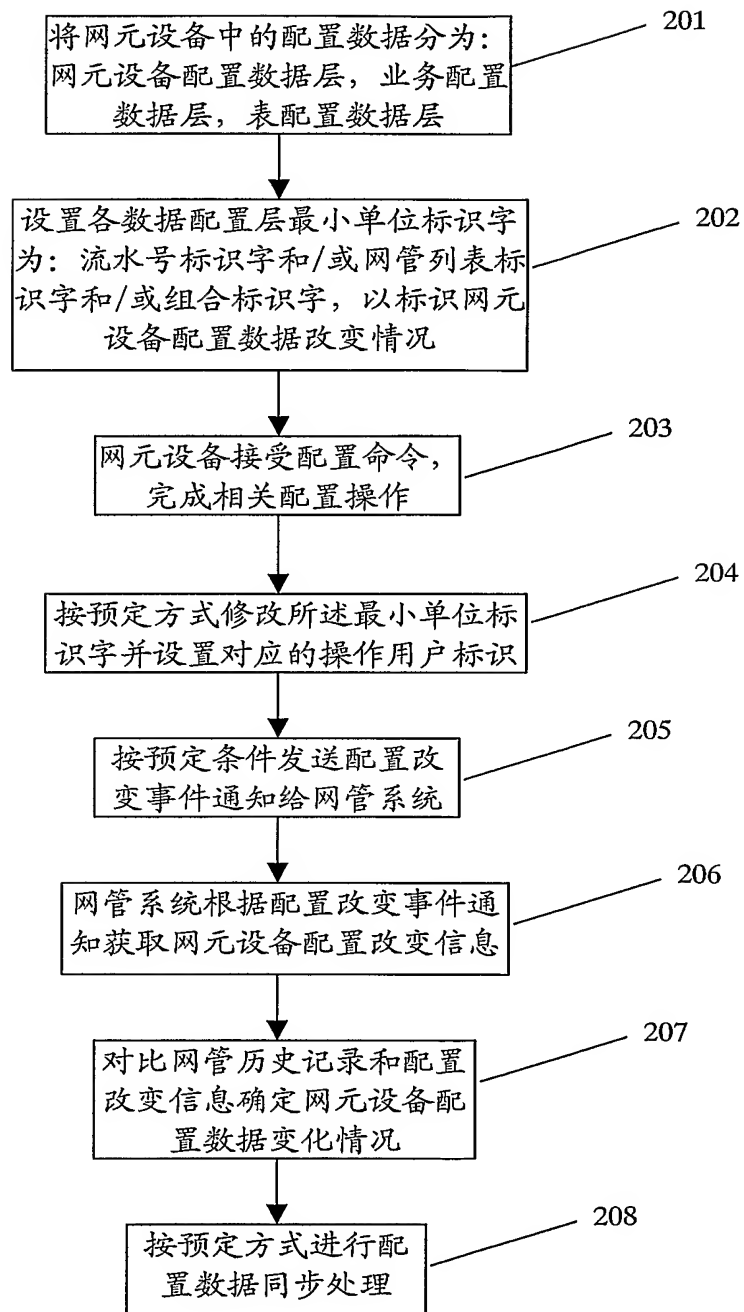 将网元设备中的配置数据分为：
网元设备配置数据层，业务配置
数据层，表配置数据层
201
设置各数据配置层最小单位标识字
为：流水号标识字和/或网管列表标
识字和/或组合标识字，以标识网元
设备配置数据改变情况
202
网元设备接受配置命令，
完成相关配置操作
203
按预定方式修改所述最小单位标
识字并设置对应的操作用户标识
204
按预定条件发送配置改
变事件通知给网管系统
205
网管系统根据配置改变事件通
知获取网元设备配置改变信息
206
对比网管历史记录和配置
改变信息确定网元设备配
置数据变化情况
207
按预定方式进行配
置数据同步处理
208